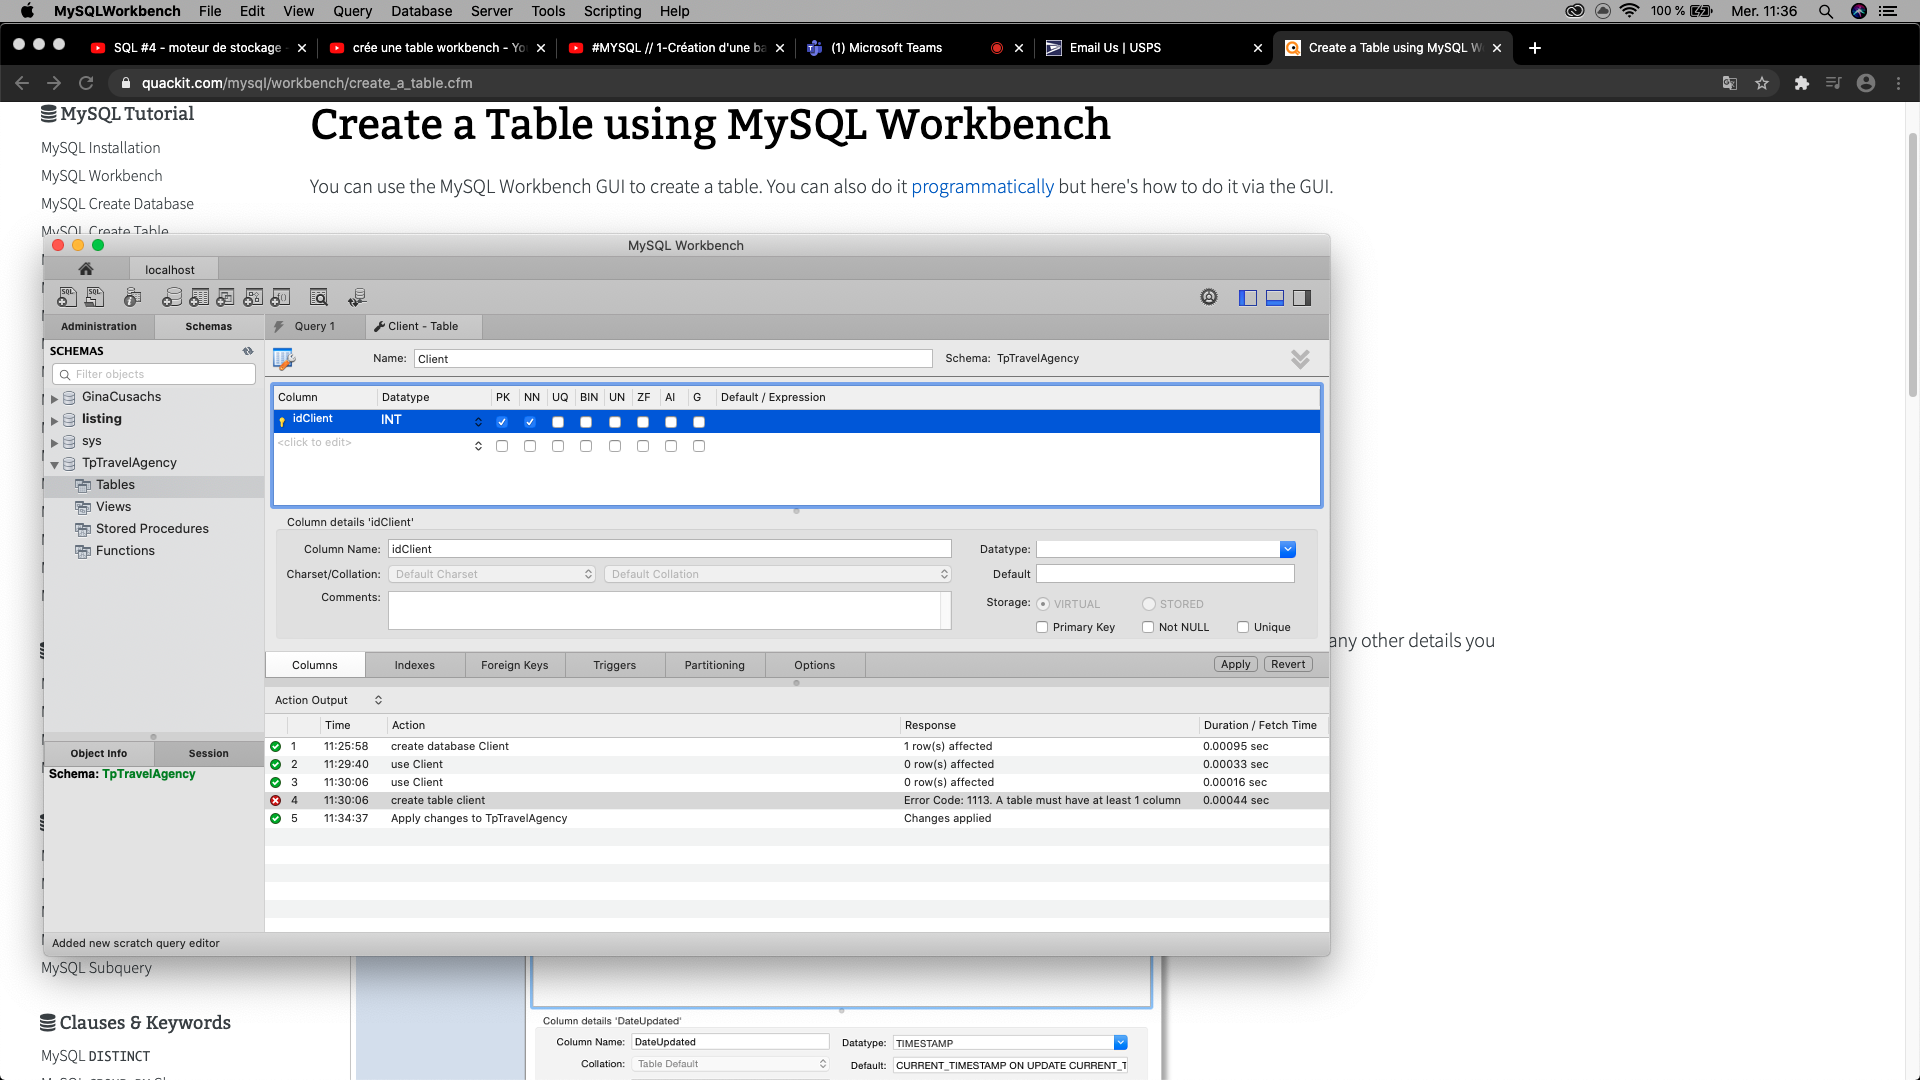 MySQLWorkbench File Edit View Query Database Server Tools Scripting Help 100 % Mer. 11:36
SQL #4 - moteur de stockage crée une table workbench - Yo #MYSQL // 1-Création d'une ba (1) Microsoft Teams Email Us | USPS Create a Table using MySQL W
quackit.com/mysql/workbench/create_a_table.cfm
MySQL Tutorial
MySQL Installation
MySQL Workbench
MySQL Create Database
MySQL Create Table
Create a Table using MySQL Workbench
You can use the MySQL Workbench GUI to create a table. You can also do it programmatically but here's how to do it via the GUI.
MySQL Workbench
localhost
Administration Schemas Query 1 Client - Table
SCHEMAS
Filter objects
GinaCusachs
listing
sys
TpTravelAgency
Tables
Views
Stored Procedures
Functions
Object Info Session
Schema: TpTravelAgency
Name: Client Schema: TpTravelAgency
Column Datatype PK NN UQ BIN UN ZF AI G Default / Expression
idClient INT
<click to edit>
Column details 'idClient'
Column Name: idClient Datatype:
Charset/Collation: Default Charset Default Collation Default
Comments: Storage: VIRTUAL STORED
Primary Key Not NULL Unique
any other details you
Columns Indexes Foreign Keys Triggers Partitioning Options Apply Revert
Action Output
Time Action Response Duration / Fetch Time
1 11:25:58 create database Client 1 row(s) affected 0.00095 sec
2 11:29:40 use Client 0 row(s) affected 0.00033 sec
3 11:30:06 use Client 0 row(s) affected 0.00016 sec
4 11:30:06 create table client Error Code: 1113. A table must have at least 1 column 0.00044 sec
5 11:34:37 Apply changes to TpTravelAgency Changes applied
Added new scratch query editor
MySQL Subquery
Clauses & Keywords
MySQL DISTINCT
Column details 'DateUpdated'
Column Name: DateUpdated Datatype: TIMESTAMP
Collation: Table Default Default: CURRENT_TIMESTAMP ON UPDATE CURRENT_T